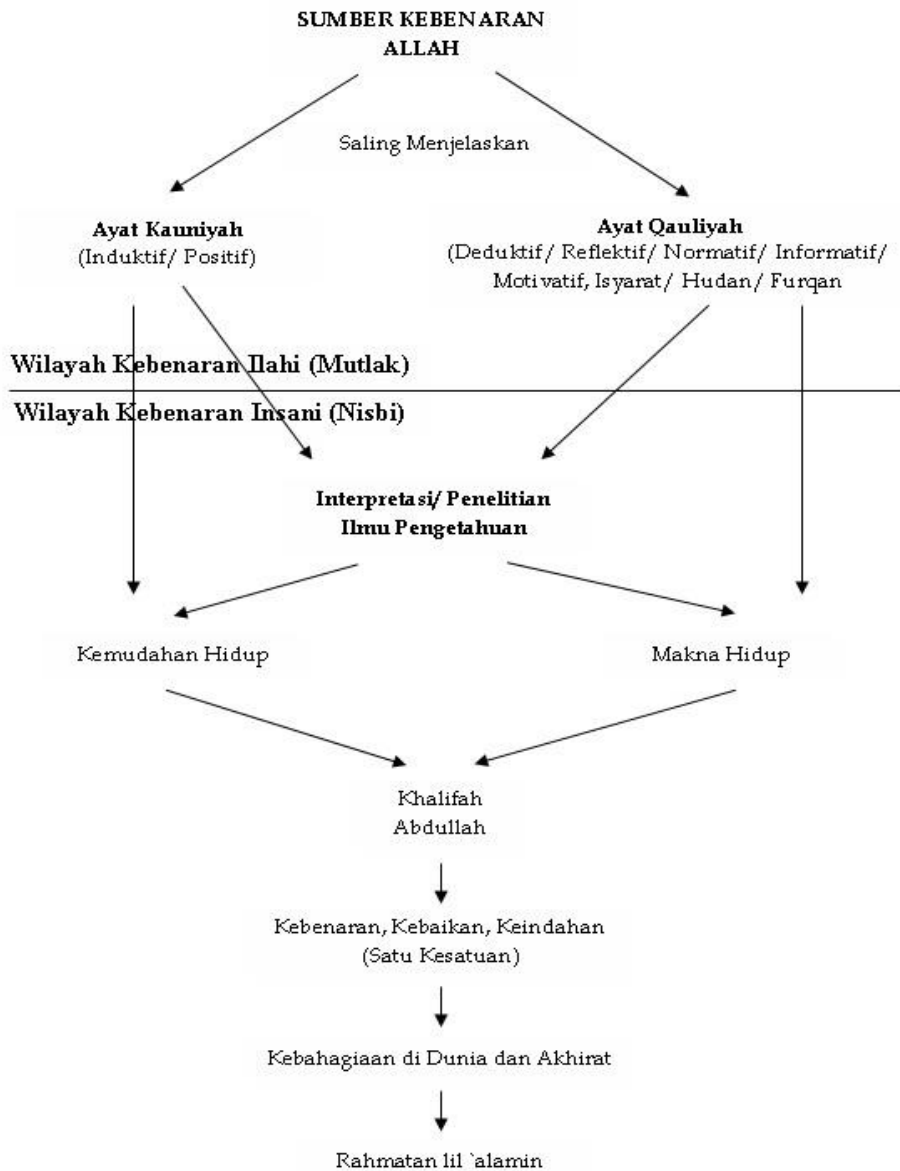 SUMBER KEBENARAN
ALLAH
Saling Menjelaskan
Ayat Kauniyah
(Induktif/ Positif)
Ayat Qauliyah
(Deduktif/ Reflektif/ Normatif/ Informatif/
Motivatif, Isyarat/ Hudan/ Furqan
Wilayah Kebenaran Ilahi (Mutlak)
Wilayah Kebenaran Insani (Nisbi)
Interpretasi/ Penelitian
Ilmu Pengetahuan
Kemudahan Hidup
Makna Hidup
Khalifah
Abdullah
Kebenaran, Kebaikan, Keindahan
(Satu Kesatuan)
Kebahagiaan di Dunia dan Akhirat
Rahmatan lil `alamin